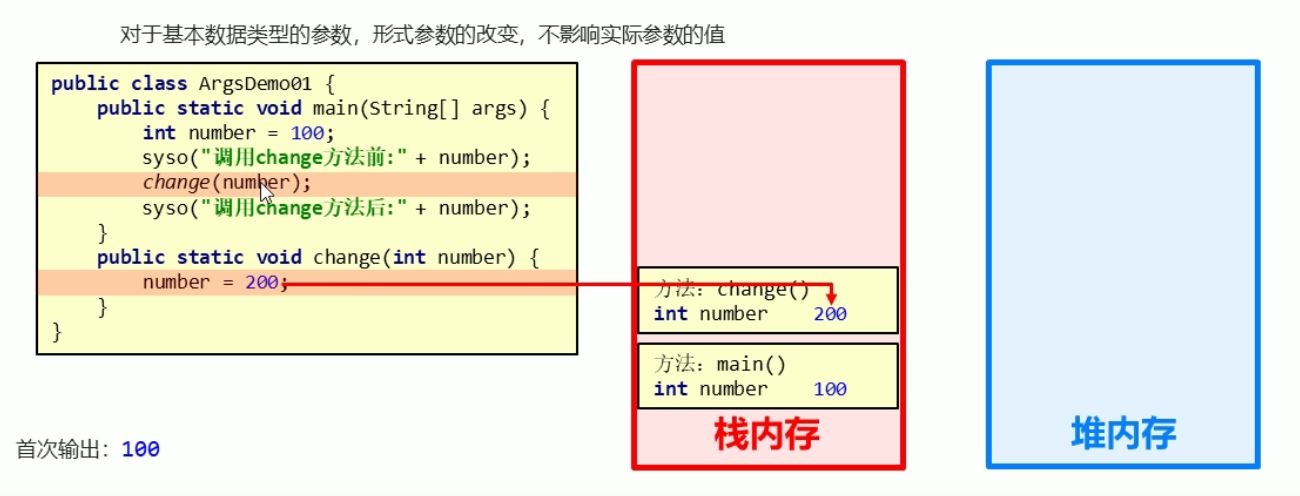 对于基本数据类型的参数，形式参数的改变，不影响实际参数的值
public class ArgsDemo01 {
public static void main(String[] args) {
int number = 100;
syso("调用change方法前:" + number);
change(number);
syso("调用change方法后:" + number);
}
public static void change(int number) {
number = 200;
}
}
方法：change()
int number 200
方法：main()
int number 100
栈内存
堆内存
首次输出：100